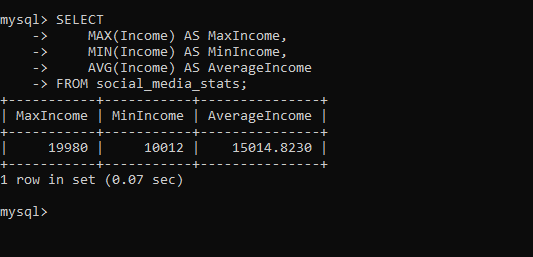 mysql> SELECT
    ->     MAX(Income) AS MaxIncome,
    ->     MIN(Income) AS MinIncome,
    ->     AVG(Income) AS AverageIncome
    -> FROM social_media_stats;
+-----------+-----------+---------------+
| MaxIncome | MinIncome | AverageIncome |
+-----------+-----------+---------------+
|     19980 |     10012 |    15014.8230 |
+-----------+-----------+---------------+
1 row in set (0.07 sec)
mysql>